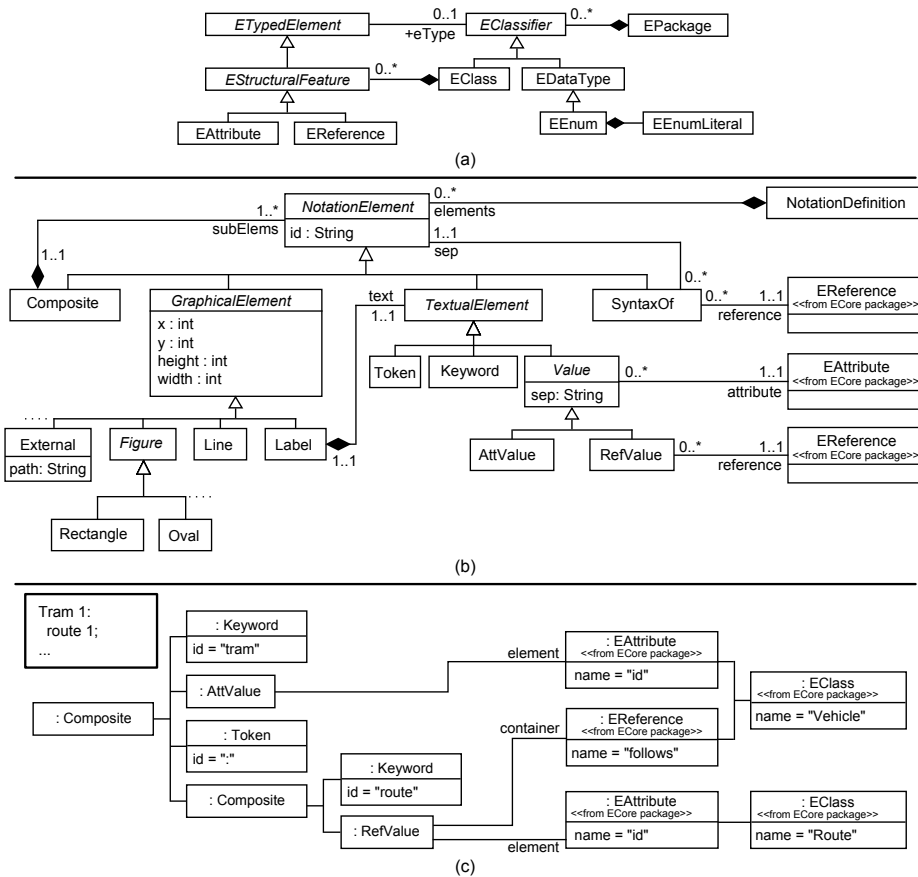 ETypedElement
0..1
+eType
EClassifier
0..*
EPackage
EStructuralFeature
0..*
EClass
EDataType
EAttribute
EReference
EEnum
EEnumLiteral
(a)
NotationElement
id : String
0..*
elements
NotationDefinition
1..*
subElems
1..1
sep
1..1
0..*
Composite
GraphicalElement
x : int
y : int
height : int
width : int
text
1..1
TextualElement
SyntaxOf
0..*
1..1
reference
EReference
<<from ECore package>>
Token
Keyword
Value
sep: String
0..*
1..1
attribute
EAttribute
<<from ECore package>>
....
External
path: String
Figure
Line
Label
1..1
AttValue
RefValue
0..*
1..1
reference
EReference
<<from ECore package>>
....
Rectangle
Oval
(b)
Tram 1:
route 1;
...
: Keyword
id = "tram"
: AttValue
element
: EAttribute
<<from ECore package>>
name = "id"
: EClass
<<from ECore package>>
name = "Vehicle"
: Composite
: Token
id = ":"
container
: EReference
<<from ECore package>>
name = "follows"
: Composite
: Keyword
id = "route"
: RefValue
element
: EAttribute
<<from ECore package>>
name = "id"
: EClass
<<from ECore package>>
name = "Route"
(c)